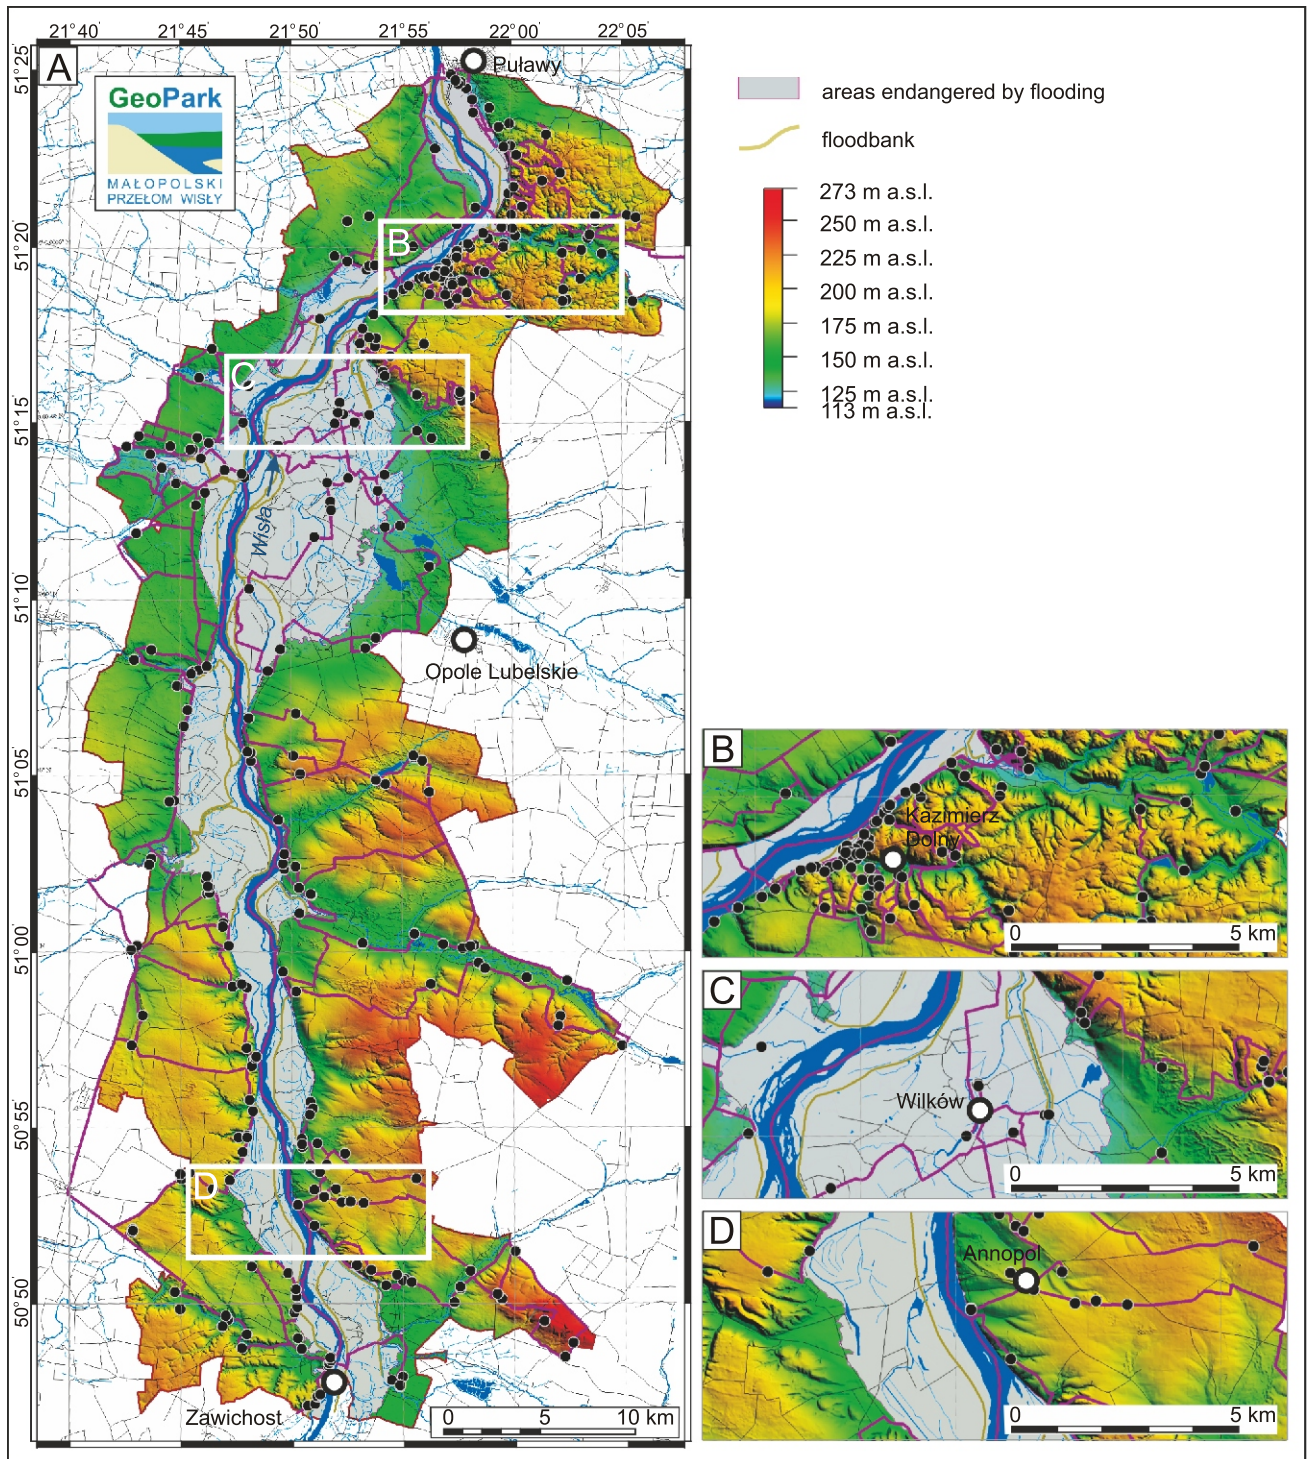 21°40'
21°45'
21°50'
21°55'
22°00'
22°05'
51°25'
51°20'
51°15'
51°10'
51°05'
51°00'
50°55'
50°50'
A
GeoPark
MAŁOPOLSKI
PRZEŁOM WISŁY
Puławy
B
C
Wisła
Opole Lubelskie
D
Zawichost
0 5 10 km
areas endangered by flooding
floodbank
273 m a.s.l.
250 m a.s.l.
225 m a.s.l.
200 m a.s.l.
175 m a.s.l.
150 m a.s.l.
125 m a.s.l.
113 m a.s.l.
B
Kazimierz
Dolny
0 5 km
C
Wilków
0 5 km
D
Annopol
0 5 km